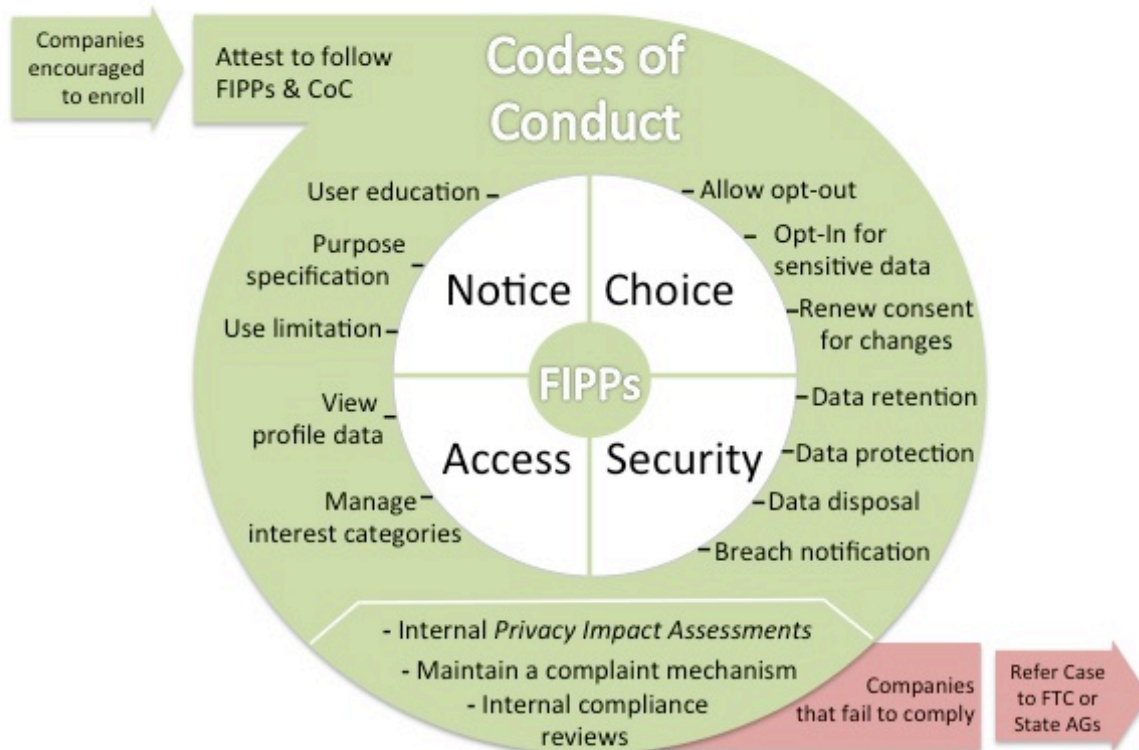 Companies
encouraged
to enroll
Attest to follow
FIPPs & CoC
Codes of
Conduct
User education
Purpose
specification
Use limitation
View
profile data
Manage
interest categories
Notice
Choice
FIPPs
Access
Security
Allow opt-out
Opt-In for
sensitive data
Renew consent
for changes
Data retention
Data protection
Data disposal
Breach notification
- Internal Privacy Impact Assessments
- Maintain a complaint mechanism
- Internal compliance
reviews
Companies
that fail to comply
Refer Case
to FTC or
State AGs